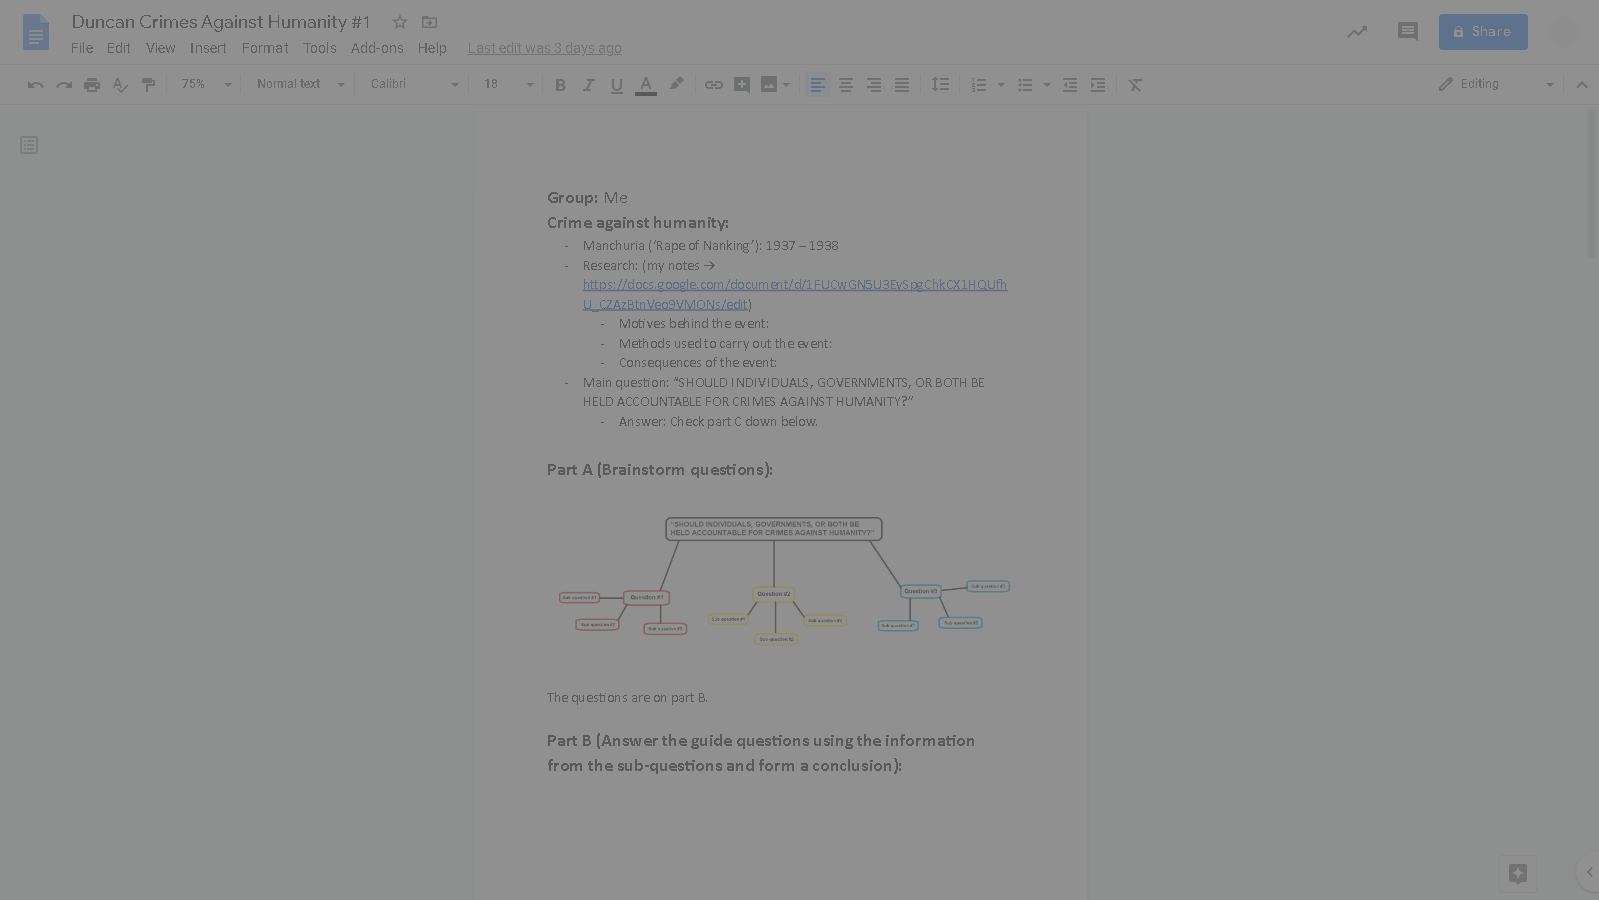 Duncan Crimes Against Humanity #1
File Edit View Insert Format Tools Add-ons Help Last edit was 3 days ago
Share
75% Normal text Calibri 18 B I U A Editing
Group: Me
Crime against humanity:
- Manchuria ('Rape of Nanking'): 1937 – 1938
- Research: (my notes →
https://docs.google.com/document/d/1FUCwGN5U3EySpgChkCX1HQUfh
U_CZAzBtnVeo9VMONs/edit)
- Motives behind the event:
- Methods used to carry out the event:
- Consequences of the event:
- Main question: “SHOULD INDIVIDUALS, GOVERNMENTS, OR BOTH BE
HELD ACCOUNTABLE FOR CRIMES AGAINST HUMANITY?”
- Answer: Check part C down below.
Part A (Brainstorm questions):
"SHOULD INDIVIDUALS, GOVERNMENTS, OR BOTH BE
HELD ACCOUNTABLE FOR CRIMES AGAINST HUMANITY?"
Question #1
Sub question #1
Sub question #2
Sub question #3
Question #2
Sub question #1
Sub question #2
Sub question #3
Question #3
Sub question #1
Sub question #2
Sub question #3
The questions are on part B.
Part B (Answer the guide questions using the information
from the sub-questions and form a conclusion):